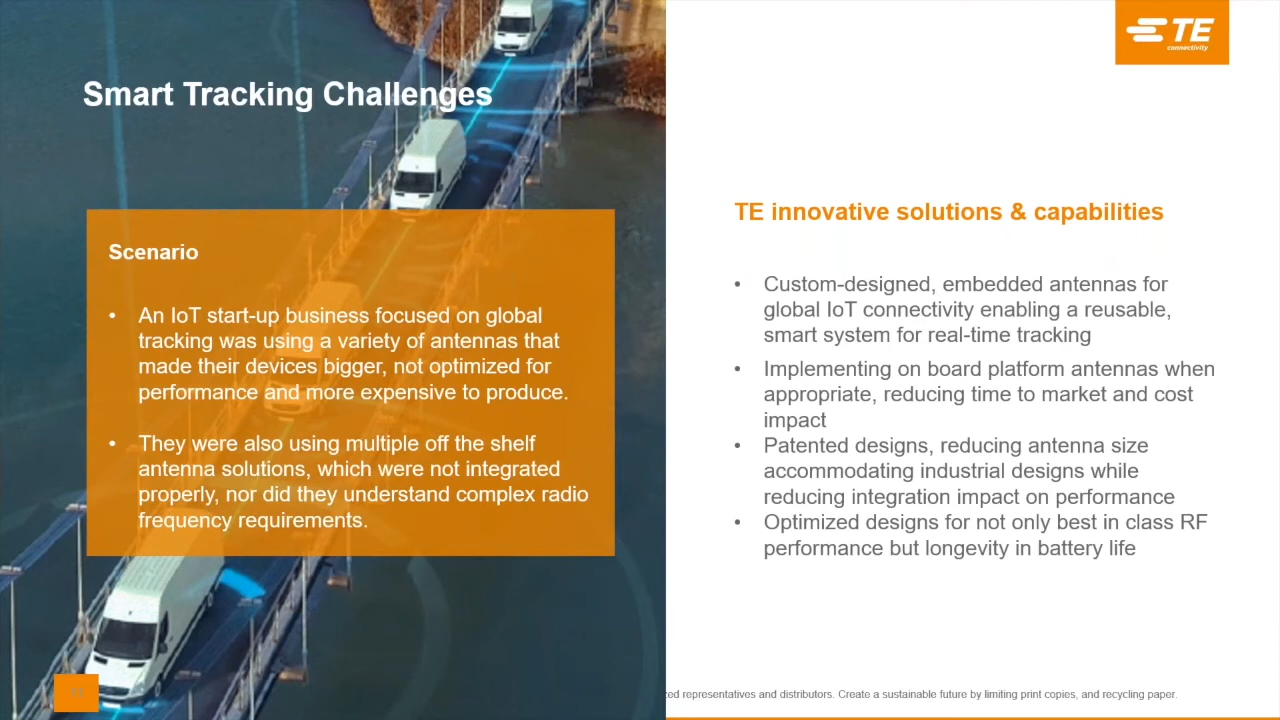 TE
connectivity
Smart Tracking Challenges
Scenario
• An IoT start-up business focused on global
tracking was using a variety of antennas that
made their devices bigger, not optimized for
performance and more expensive to produce.
• They were also using multiple off the shelf
antenna solutions, which were not integrated
properly, nor did they understand complex radio
frequency requirements.
TE innovative solutions & capabilities
• Custom-designed, embedded antennas for
global IoT connectivity enabling a reusable,
smart system for real-time tracking
• Implementing on board platform antennas when
appropriate, reducing time to market and cost
impact
• Patented designs, reducing antenna size
accommodating industrial designs while
reducing integration impact on performance
• Optimized designs for not only best in class RF
performance but longevity in battery life
representatives and distributors. Create a sustainable future by limiting print copies, and recycling paper.